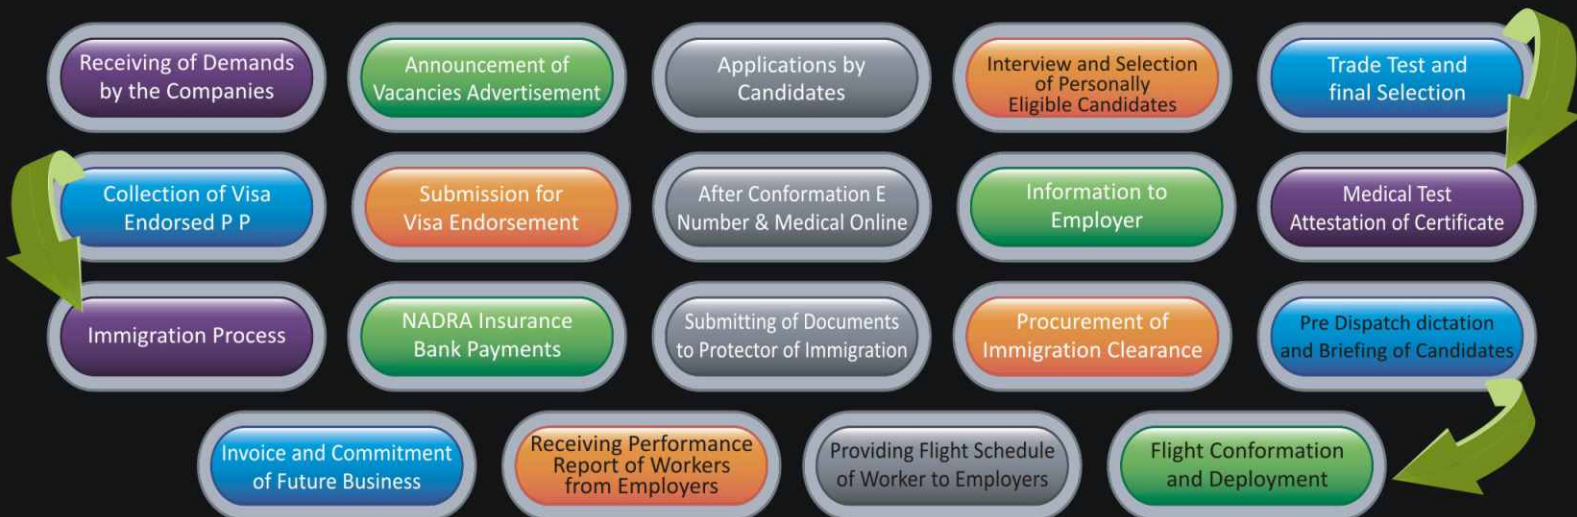 Receiving of Demands
by the Companies
Announcement of
Vacancies Advertisement
Applications by
Candidates
Interview and Selection
of Personally
Eligible Candidates
Trade Test and
final Selection
Collection of Visa
Endorsed P P
Submission for
Visa Endorsement
After Conformation E
Number & Medical Online
Information to
Employer
Medical Test
Attestation of Certificate
Immigration Process
NADRA Insurance
Bank Payments
Submitting of Documents
to Protector of Immigration
Procurement of
Immigration Clearance
Pre Dispatch dictation
and Briefing of Candidates
Invoice and Commitment
of Future Business
Receiving Performance
Report of Workers
from Employers
Providing Flight Schedule
of Worker to Employers
Flight Conformation
and Deployment